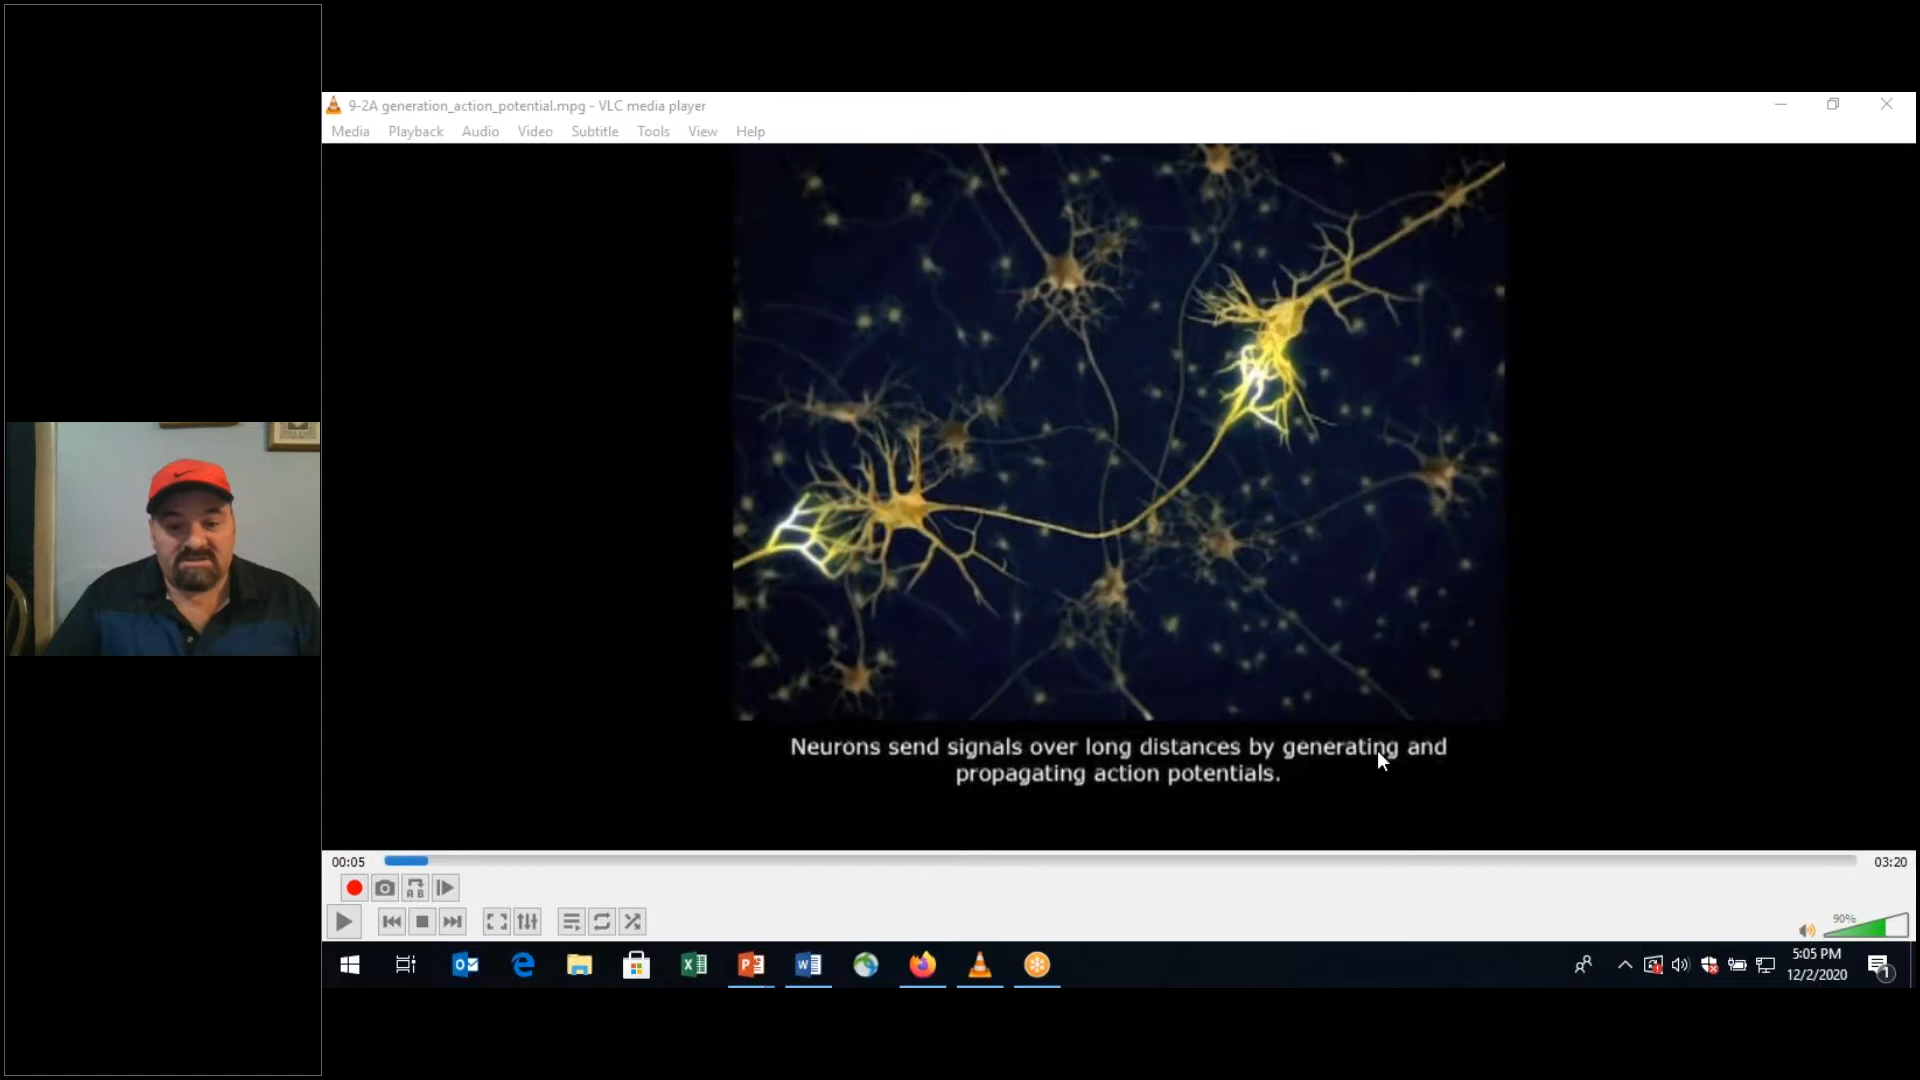 9-2A generation_action_potential.mpg - VLC media player
Media Playback Audio Video Subtitle Tools View Help
Neurons send signals over long distances by generating and
propagating action potentials.
00:05
03:20
A B
90%
5:05 PM
12/2/2020
1